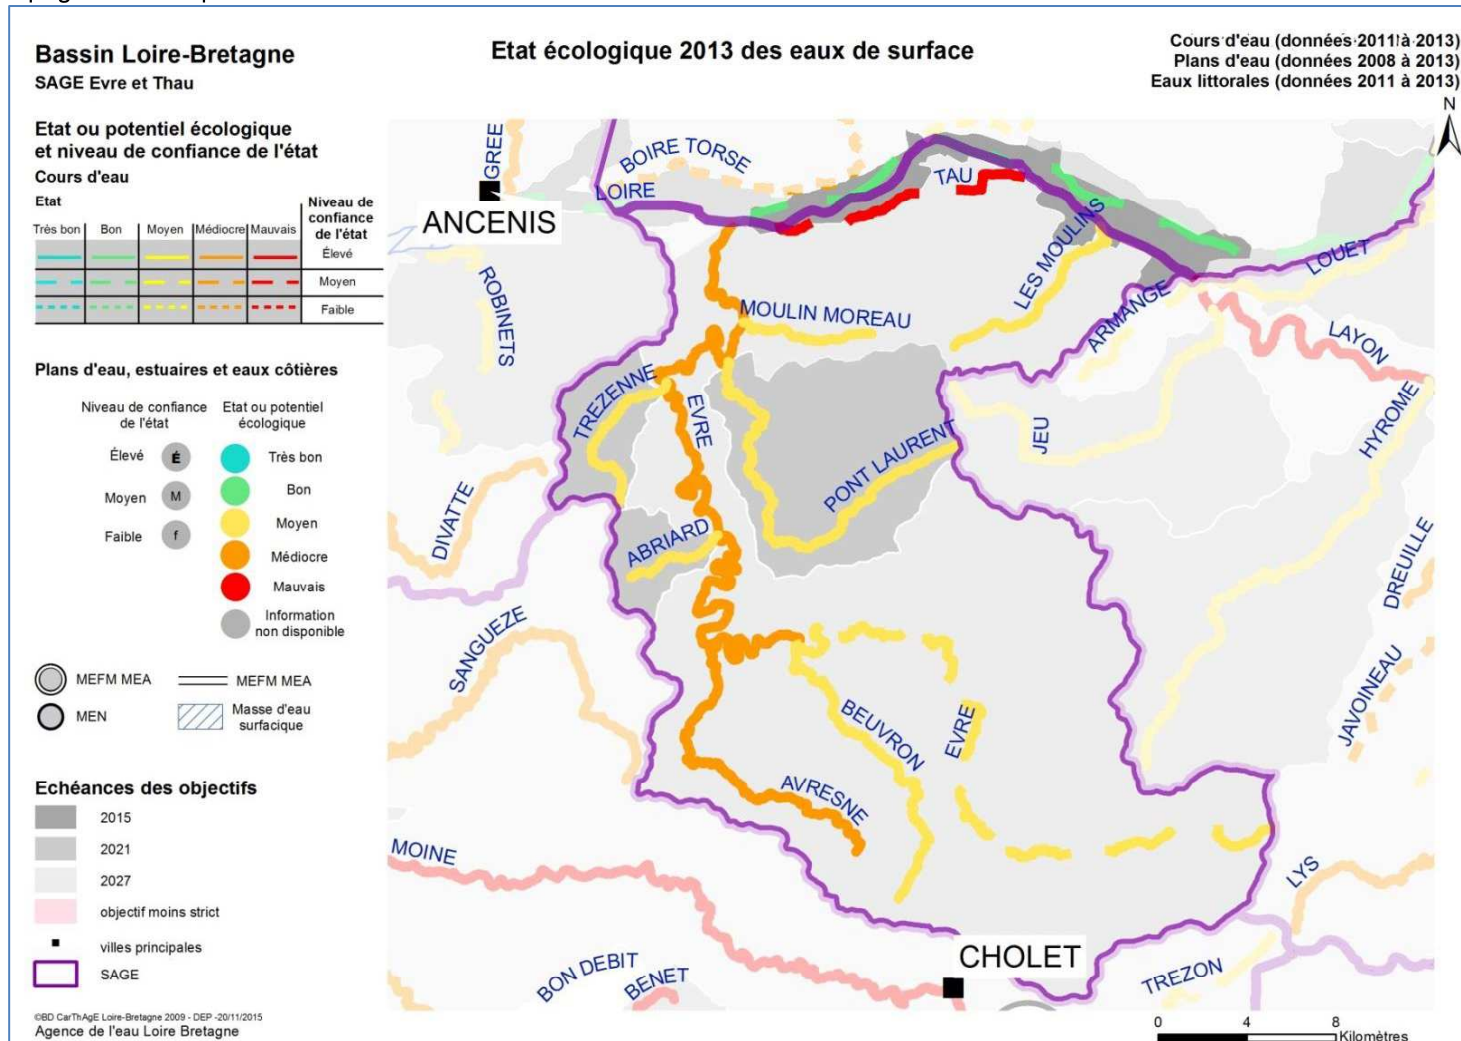 Bassin Loire-Bretagne
SAGE Evre et Thau
Etat écologique 2013 des eaux de surface
Cours d'eau (données 2011 à 2013)
Plans d'eau (données 2008 à 2013)
Eaux littorales (données 2011 à 2013)
N
Etat ou potentiel écologique
et niveau de confiance de l'état
Cours d'eau
Etat
Niveau de
confiance
de l'état
Très bon
Bon
Moyen
Médiocre
Mauvais
Élevé
Moyen
Faible
Plans d'eau, estuaires et eaux côtières
Niveau de confiance
de l'état
Etat ou potentiel
écologique
Élevé
É
Très bon
Bon
Moyen
M
Moyen
Faible
f
Médiocre
Mauvais
Information
non disponible
MEFM MEA
MEFM MEA
MEN
Masse d'eau
surfacique
Echéances des objectifs
2015
2021
2027
objectif moins strict
villes principales
SAGE
©BD CarThAgE Loire-Bretagne 2009 - DEP -20/11/2015
Agence de l'eau Loire Bretagne
GREE
BOIRE TORSE
LOIRE
TAU
ANCENIS
LES MOULINS
LOUET
ROBINETS
MOULIN MOREAU
ARMANGE
LAYON
TREZENNE
EVRE
JEU
HYROME
PONT LAURENT
DIVATTE
ABRIARD
DREUILLE
SANGUEZE
JAVOINEAU
BEUVRON
EVRE
AVRESNE
MOINE
LYS
CHOLET
BON DEBIT
BENET
TREZON
0
4
8
Kilomètres